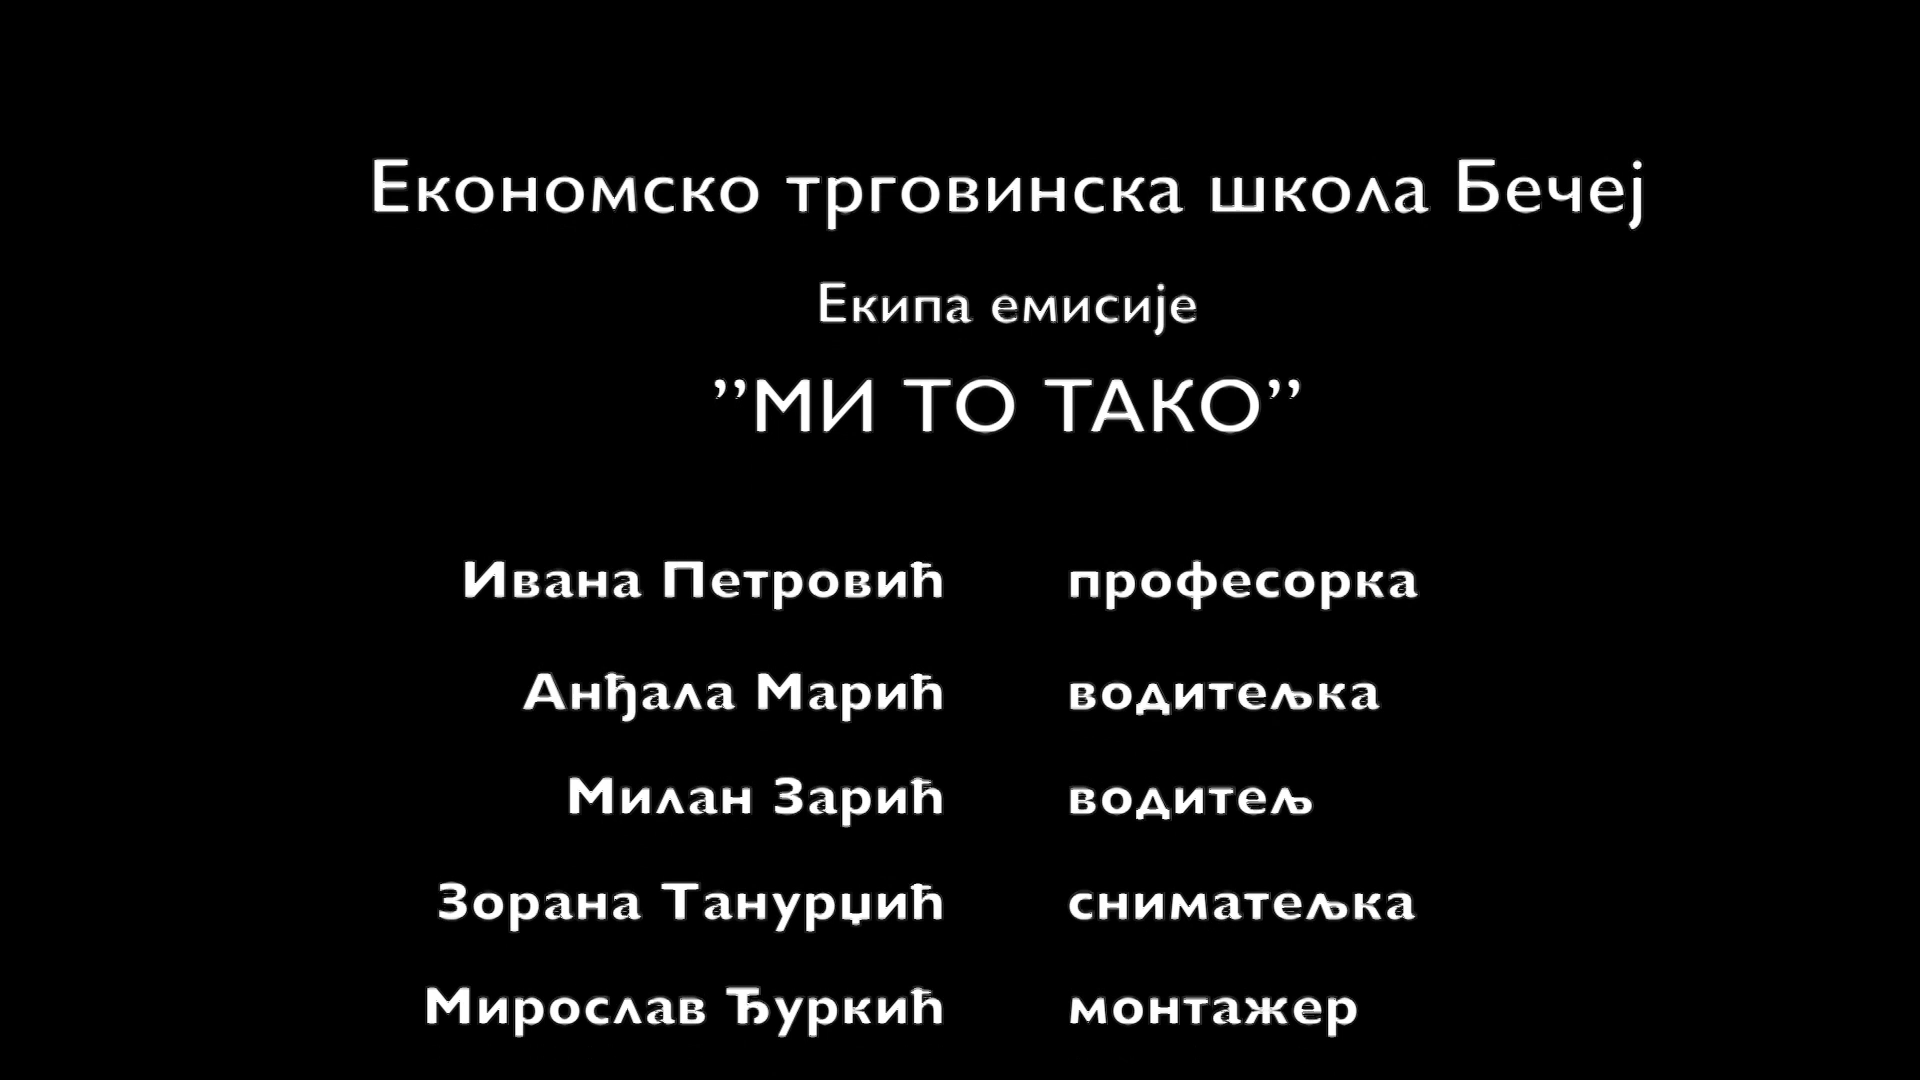 Економско трговинска школа Бечеј
Екипа емисије
”МИ ТО ТАКО”
Ивана Петровић професорка
Анђала Марић водитељка
Милан Зарић водитељ
Зорана Танурџић сниматељка
Мирослав Ђуркић монтажер